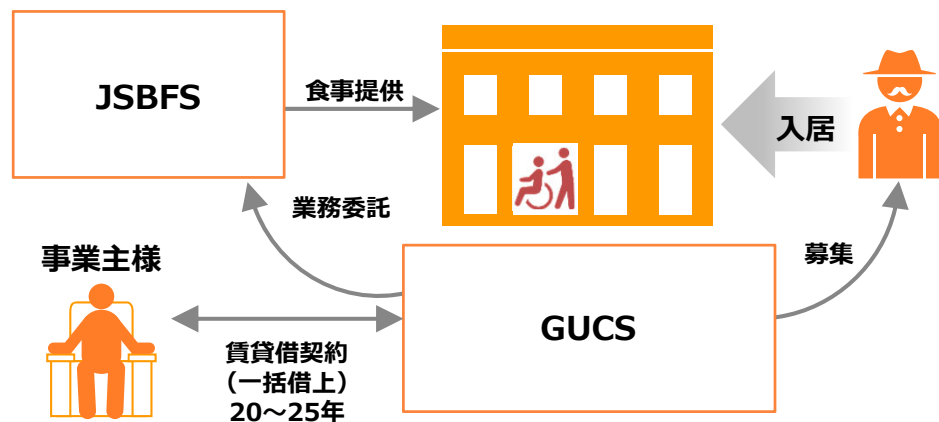 JSBFS
食事提供
入居
業務委託
事業主様
募集
GUCS
賃貸借契約
（一括借上）
20～25年